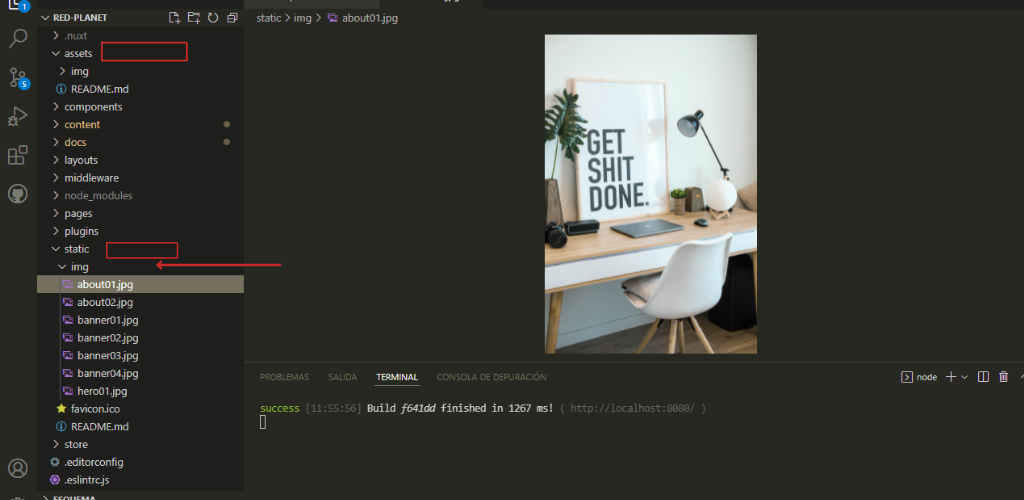 1
RED-PLANET
static > img > about01.jpg
.nuxt
assets
img
README.md
components
content
docs
layouts
middleware
node_modules
pages
plugins
static
img
about01.jpg
about02.jpg
banner01.jpg
banner02.jpg
banner03.jpg
banner04.jpg
hero01.jpg
favicon.ico
README.md
store
.editorconfig
.eslintrc.js
ESQUEMA
5
GET
SHIT
DONE.
PROBLEMAS SALIDA TERMINAL CONSOLA DE DEPURACIÓN
node
success [11:55:56] Build f641dd finished in 1267 ms! ( http://localhost:8080/ )